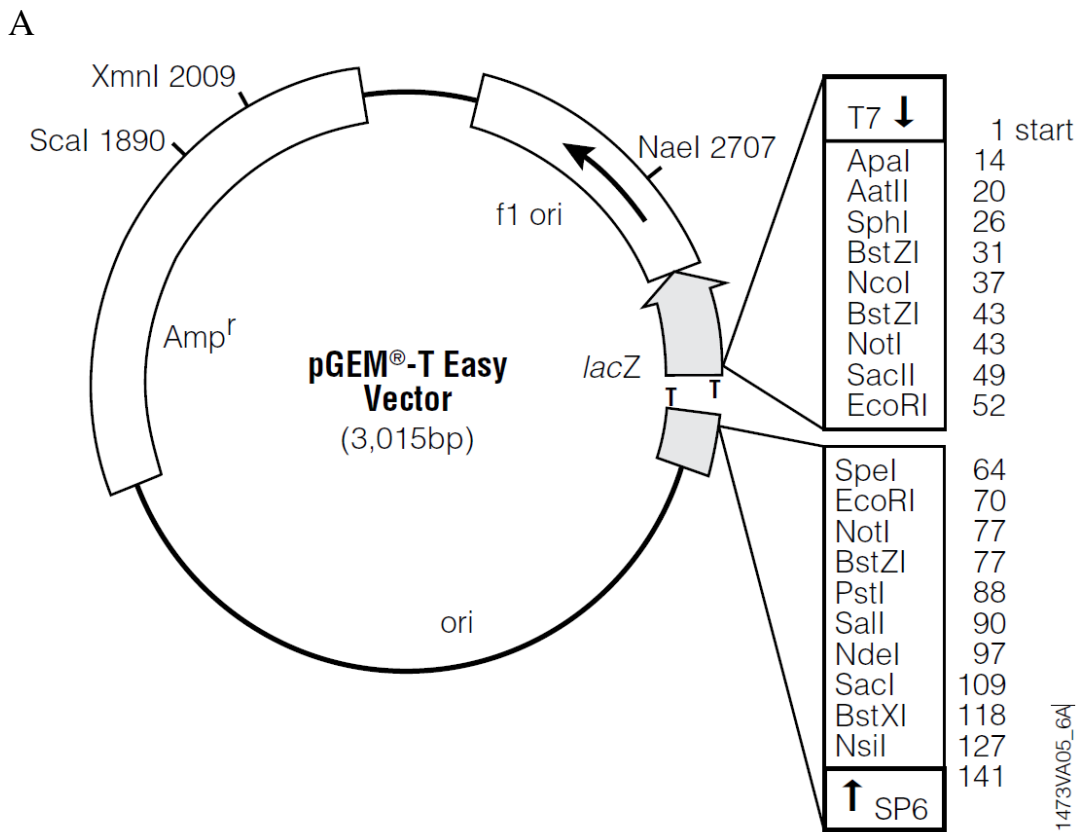 A
XmnI 2009
ScaI 1890
NaeI 2707
f1 ori
Ampr
pGEM®-T Easy
Vector
(3,015bp)
lacZ
T T
ori
T7 ↓
1 start
ApaI 14
AatII 20
SphI 26
BstZI 31
NcoI 37
BstZI 43
NotI 43
SacII 49
EcoRI 52
SpeI 64
EcoRI 70
NotI 77
BstZI 77
PstI 88
SalI 90
NdeI 97
SacI 109
BstXI 118
NsiI 127
141
↑ SP6
1473VA05_6A